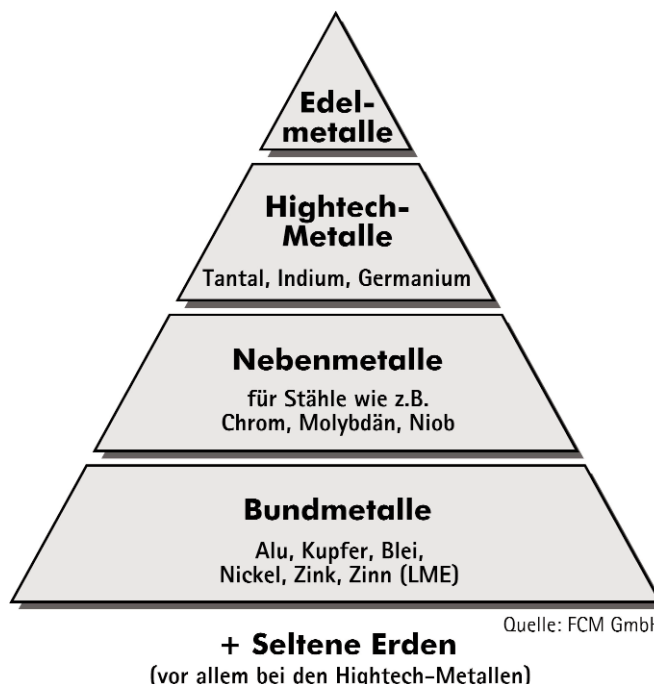 Edel-
metalle
Hightech-
Metalle
Tantal, Indium, Germanium
Nebenmetalle
für Stähle wie z.B.
Chrom, Molybdän, Niob
Bundmetalle
Alu, Kupfer, Blei,
Nickel, Zink, Zinn (LME)
Quelle: FCM GmbH
+ Seltene Erden
(vor allem bei den Hightech-Metallen)